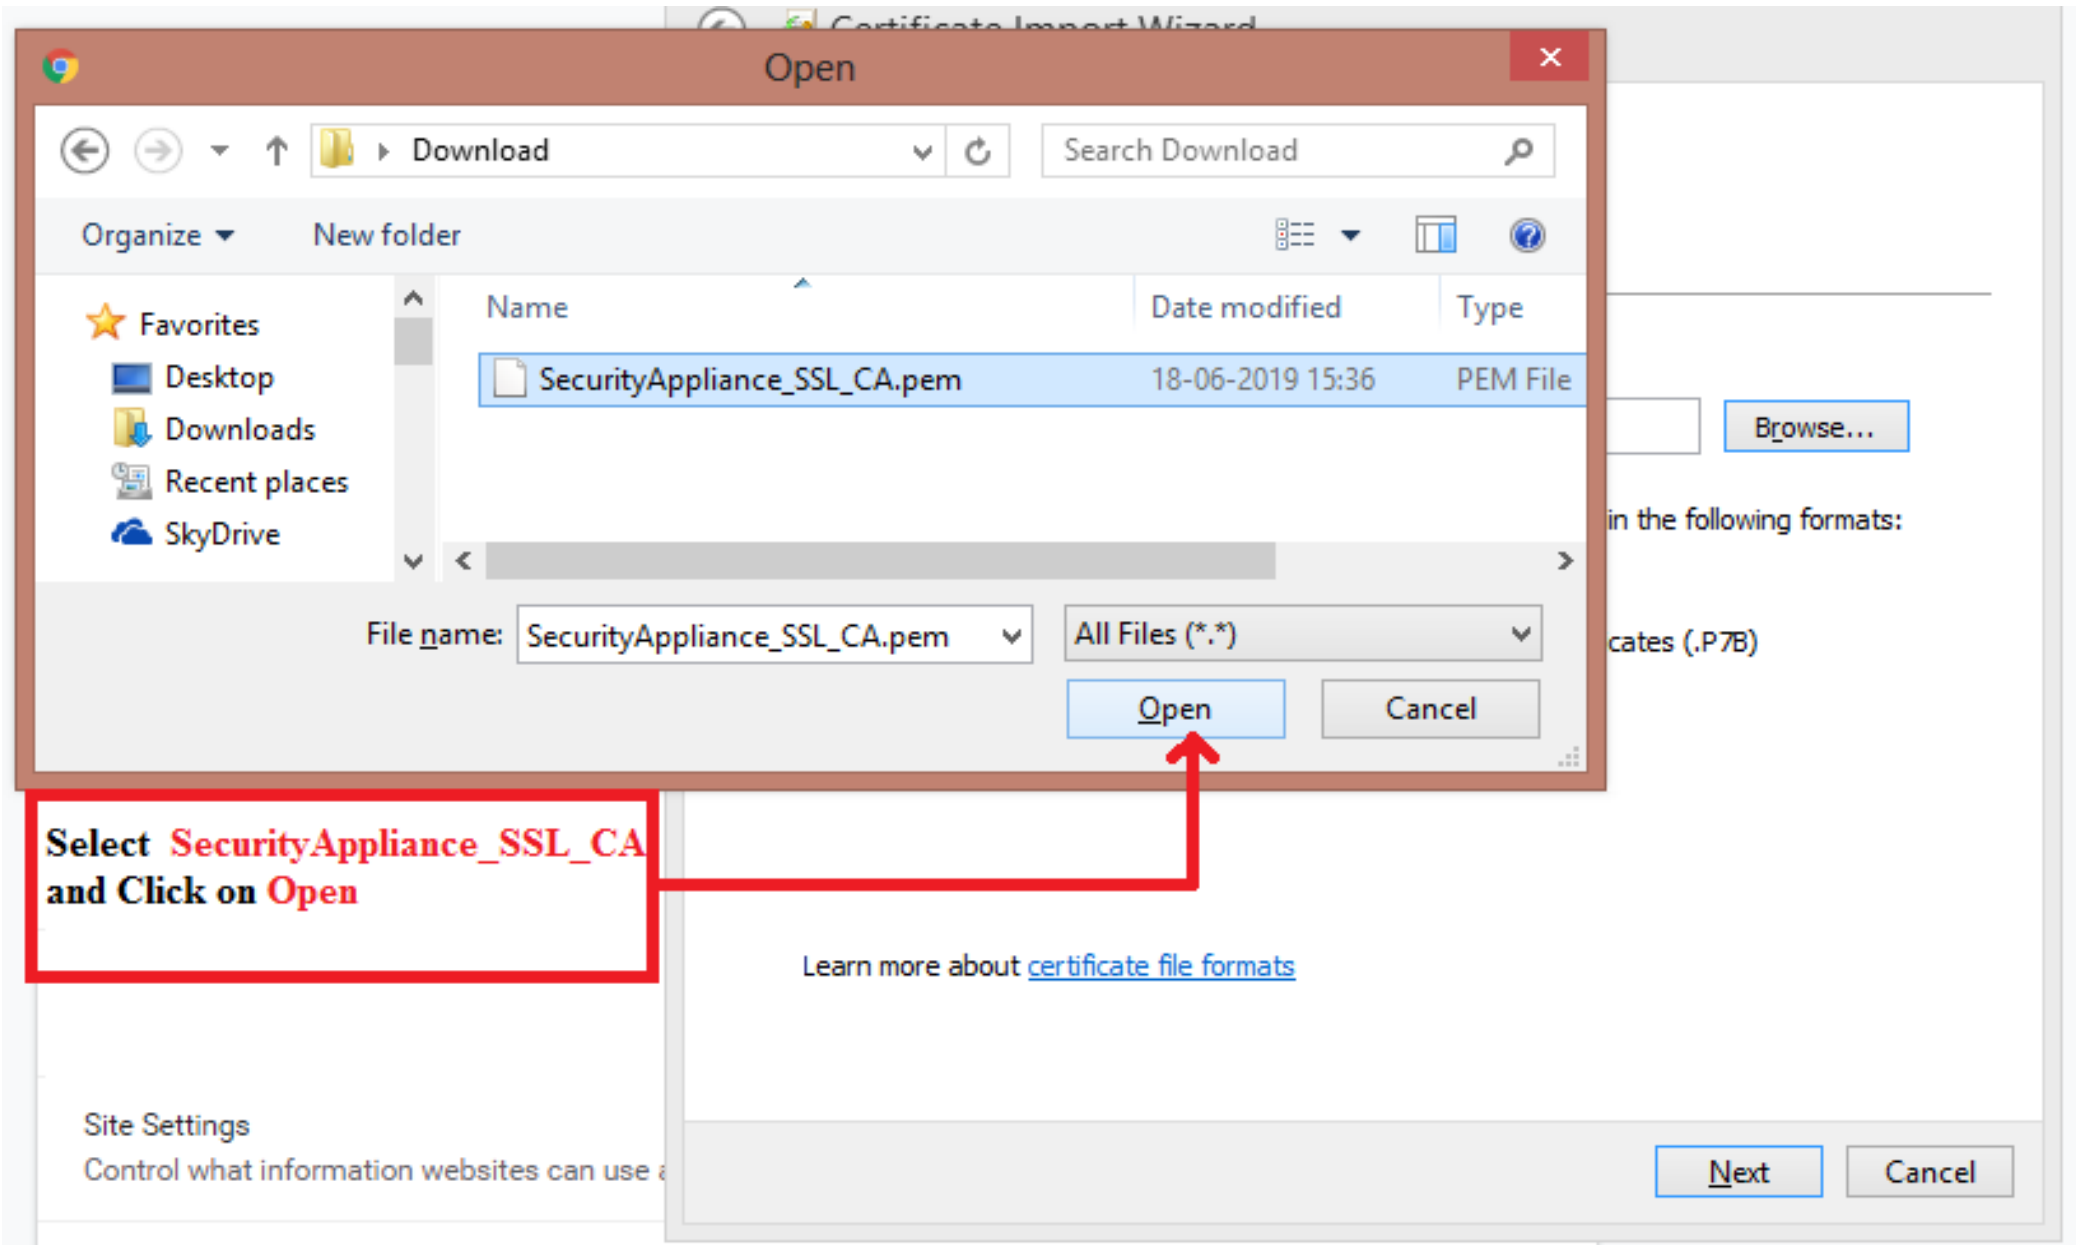 Certificate Import Wizard
Open
Download
Search Download
Organize New folder
Name Date modified Type
Favorites
SecurityAppliance_SSL_CA.pem 18-06-2019 15:36 PEM File
Desktop
Downloads
Recent places
SkyDrive
Browse...
in the following formats:
File name: SecurityAppliance_SSL_CA.pem All Files (*.*)
cates (.P7B)
Open Cancel
Select SecurityAppliance_SSL_CA
and Click on Open
Learn more about certificate file formats
Site Settings
Control what information websites can use
Next Cancel